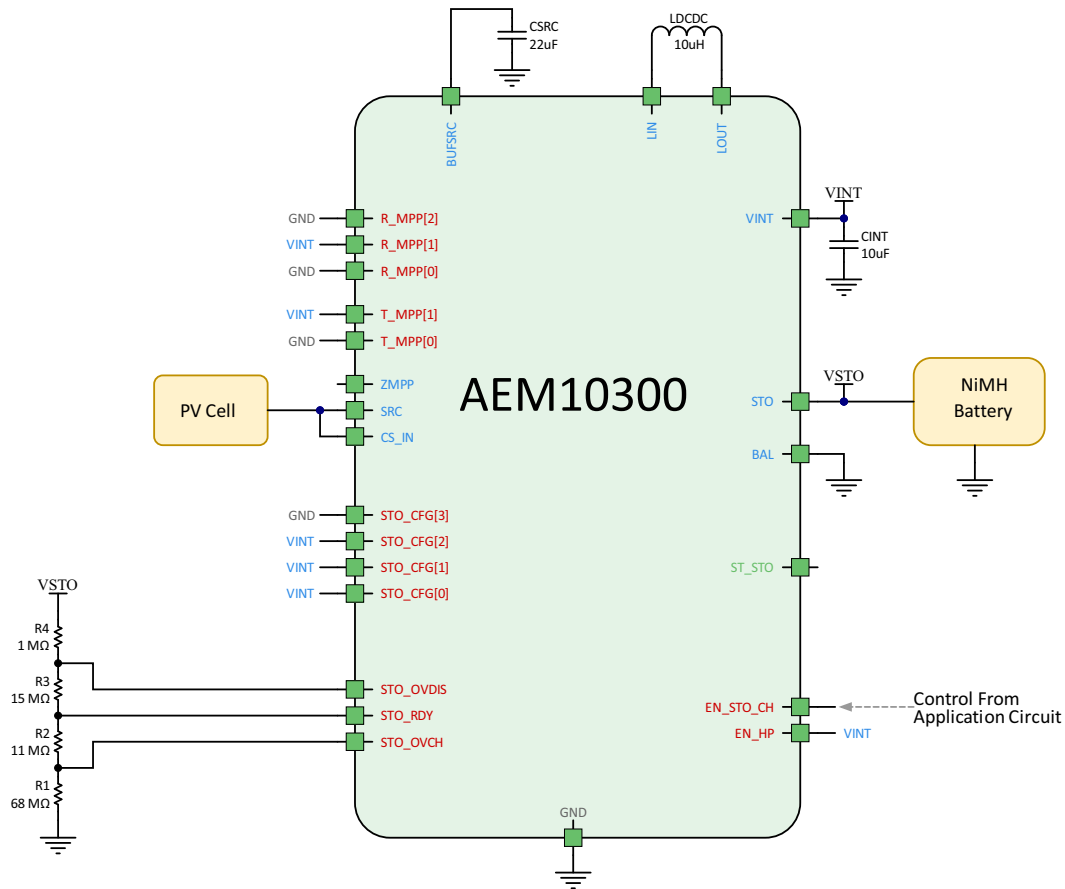 CSRC
22uF
LDCDC
10uH
BUFSRC
LIN
LOUT
GND R_MPP[2]
VINT R_MPP[1]
GND R_MPP[0]
VINT T_MPP[1]
GND T_MPP[0]
ZMPP
SRC
CS_IN
PV Cell
AEM10300
VINT
VINT
CINT
10uF
VSTO
STO
NiMH
Battery
BAL
GND STO_CFG[3]
VINT STO_CFG[2]
VINT STO_CFG[1]
VINT STO_CFG[0]
ST_STO
VSTO
R4
1 MΩ
R3
15 MΩ
R2
11 MΩ
R1
68 MΩ
STO_OVDIS
STO_RDY
STO_OVCH
EN_STO_CH
Control From
Application Circuit
EN_HP VINT
GND